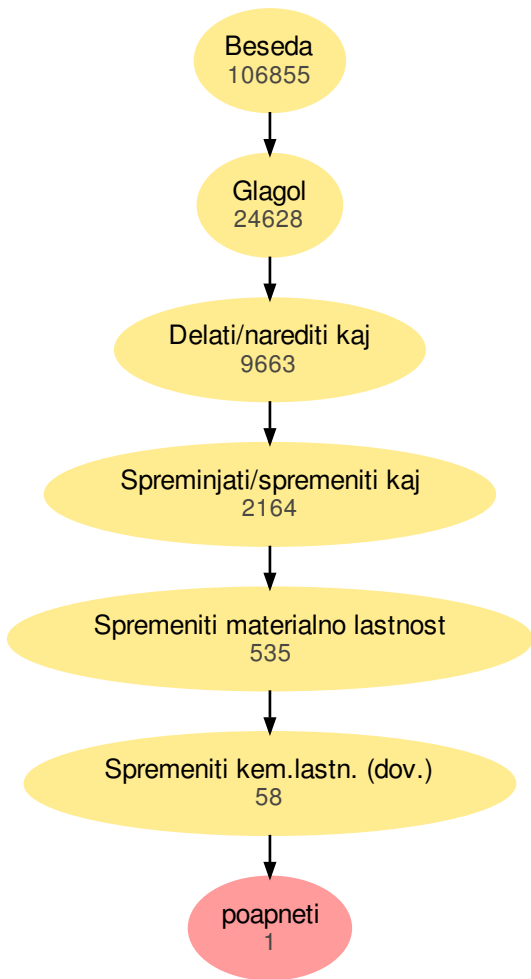 Beseda
106855
Glagol
24628
Delati/narediti kaj
9663
Spreminjati/spremeniti kaj
2164
Spremeniti materialno lastnost
535
Spremeniti kem.lastn. (dov.)
58
poapneti
1